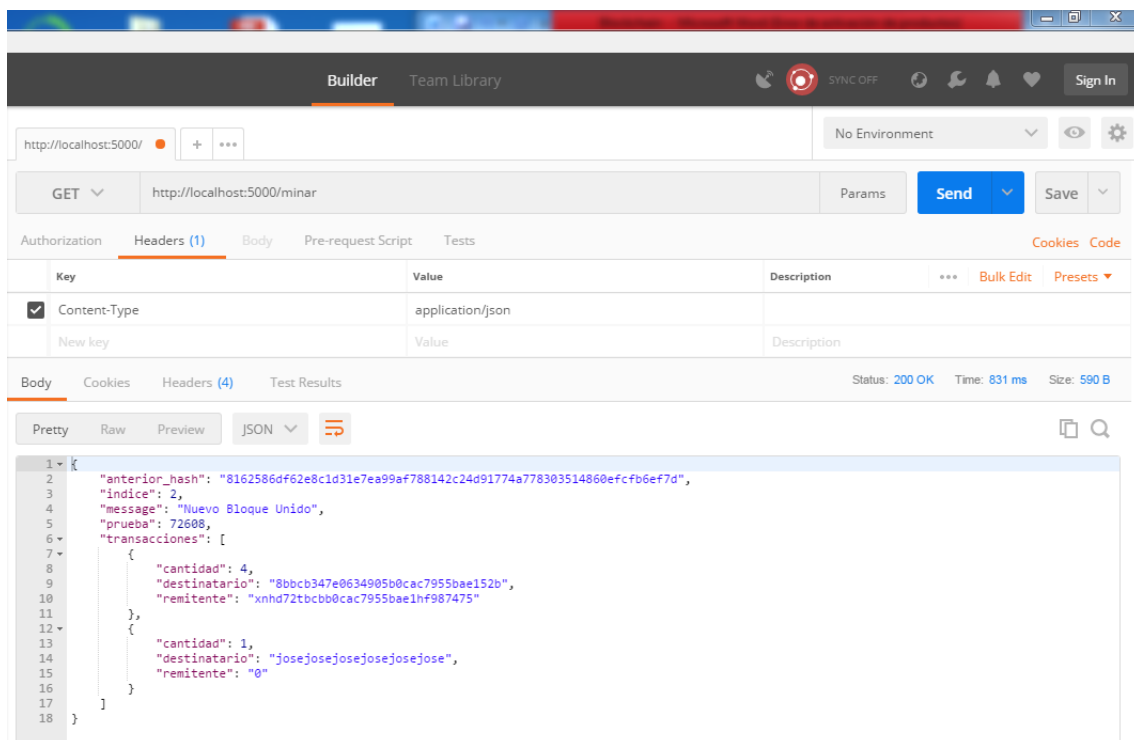 Builder Team Library SYNC OFF Sign In
http://localhost:5000/ + ••• No Environment
GET http://localhost:5000/minar Params Send Save
Authorization Headers (1) Body Pre-request Script Tests Cookies Code
Key Value Description ••• Bulk Edit Presets
Content-Type application/json
New key Value Description
Body Cookies Headers (4) Test Results Status: 200 OK Time: 831 ms Size: 590 B
Pretty Raw Preview JSON
1 {
2 "anterior_hash": "8162586df62e8c1d31e7ea99af788142c24d91774a778303514860efcfb6ef7d",
3 "indice": 2,
4 "message": "Nuevo Bloque Unido",
5 "prueba": 72608,
6 "transacciones": [
7 {
8 "cantidad": 4,
9 "destinatario": "8bbcb347e0634905b0cac7955bae152b",
10 "remitente": "xnhd72tbcbb0cac7955bae1hf987475"
11 },
12 {
13 "cantidad": 1,
14 "destinatario": "josejosejosejosejosejose",
15 "remitente": "0"
16 }
17 ]
18 }